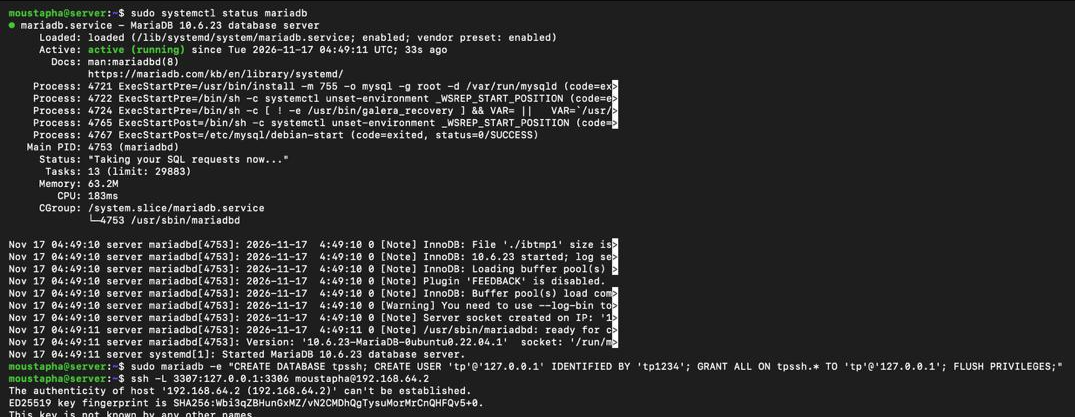 moustapha@server:~$ sudo systemctl status mariadb
● mariadb.service - MariaDB 10.6.23 database server
Loaded: loaded (/lib/systemd/system/mariadb.service; enabled; vendor preset: enabled)
Active: active (running) since Tue 2026-11-17 04:49:11 UTC; 33s ago
Docs: man:mariadbd(8)
https://mariadb.com/kb/en/library/systemd/
Process: 4721 ExecStartPre=/usr/bin/install -m 755 -o mysql -g root -d /var/run/mysqld (code=ex>
Process: 4722 ExecStartPre=/bin/sh -c systemctl unset-environment _WSREP_START_POSITION (code=e>
Process: 4724 ExecStartPre=/bin/sh -c [ ! -e /usr/bin/galera_recovery ] && VAR= || VAR=`/usr/>
Process: 4765 ExecStartPost=/bin/sh -c systemctl unset-environment _WSREP_START_POSITION (code=>
Process: 4767 ExecStartPost=/etc/mysql/debian-start (code=exited, status=0/SUCCESS)
Main PID: 4753 (mariadbd)
Status: "Taking your SQL requests now..."
Tasks: 13 (limit: 29883)
Memory: 63.2M
CPU: 183ms
CGroup: /system.slice/mariadb.service
└─4753 /usr/sbin/mariadbd
Nov 17 04:49:10 server mariadbd[4753]: 2026-11-17  4:49:10 0 [Note] InnoDB: File './ibtmp1' size is>
Nov 17 04:49:10 server mariadbd[4753]: 2026-11-17  4:49:10 0 [Note] InnoDB: 10.6.23 started; log se>
Nov 17 04:49:10 server mariadbd[4753]: 2026-11-17  4:49:10 0 [Note] InnoDB: Loading buffer pool(s) >
Nov 17 04:49:10 server mariadbd[4753]: 2026-11-17  4:49:10 0 [Note] Plugin 'FEEDBACK' is disabled.
Nov 17 04:49:10 server mariadbd[4753]: 2026-11-17  4:49:10 0 [Note] InnoDB: Buffer pool(s) load com>
Nov 17 04:49:10 server mariadbd[4753]: 2026-11-17  4:49:10 0 [Warning] You need to use --log-bin to>
Nov 17 04:49:10 server mariadbd[4753]: 2026-11-17  4:49:10 0 [Note] Server socket created on IP: '1>
Nov 17 04:49:11 server mariadbd[4753]: 2026-11-17  4:49:11 0 [Note] /usr/sbin/mariadbd: ready for c>
Nov 17 04:49:11 server mariadbd[4753]: Version: '10.6.23-MariaDB-0ubuntu0.22.04.1'  socket: '/run/m>
Nov 17 04:49:11 server systemd[1]: Started MariaDB 10.6.23 database server.
moustapha@server:~$ sudo mariadb -e "CREATE DATABASE tpssh; CREATE USER 'tp'@'127.0.0.1' IDENTIFIED BY 'tp1234'; GRANT ALL ON tpssh.* TO 'tp'@'127.0.0.1'; FLUSH PRIVILEGES;"
moustapha@server:~$ ssh -L 3307:127.0.0.1:3306 moustapha@192.168.64.2
The authenticity of host '192.168.64.2 (192.168.64.2)' can't be established.
ED25519 key fingerprint is SHA256:Wbi3qZBHunGxMZ/vN2CMDhQgTysuMorMrCnQHFQv5+0.
This key is not known by any other names